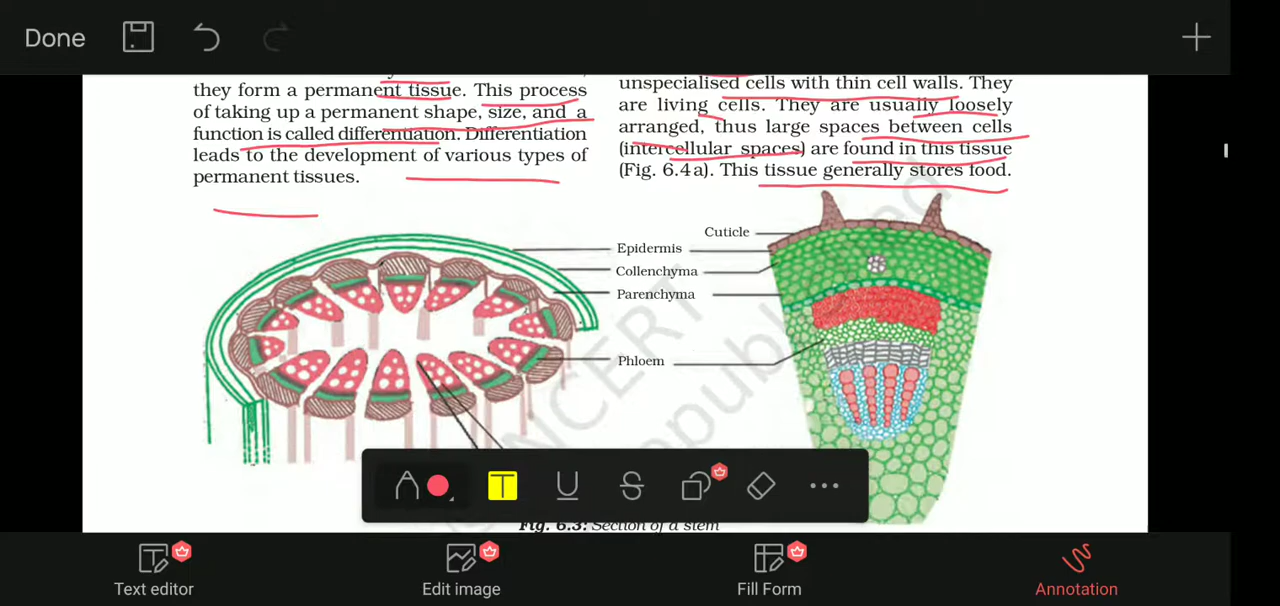 Done
they form a permanent tissue. This process
of taking up a permanent shape, size, and a
function is called differentiation. Differentiation
leads to the development of various types of
permanent tissues.
unspecialised cells with thin cell walls. They
are living cells. They are usually loosely
arranged, thus large spaces between cells
(intercellular spaces) are found in this tissue
(Fig. 6.4 a). This tissue generally stores food.
Cuticle
Epidermis
Collenchyma
Parenchyma
Phloem
Fig. 6.3: Section of a stem
NCERT
republished
Text editor
Edit image
Fill Form
Annotation